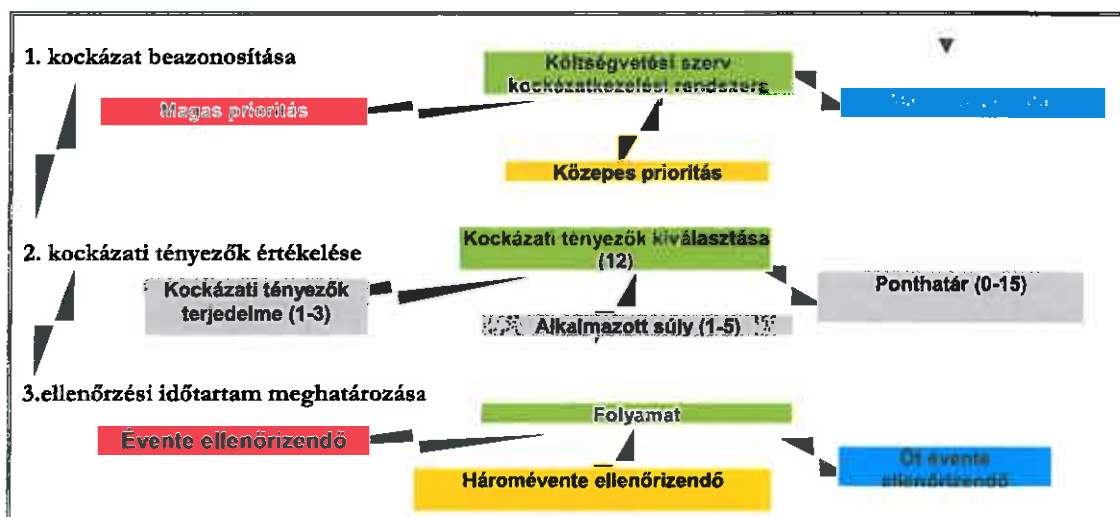 1. kockázat beazonosítása
Költségvetési szerv
kockázatkezelési rendszere
Magas prioritás
Közepes prioritás
2. kockázati tényezők értékelése
Kockázati tényezők kiválasztása
(12)
Kockázati tényezők
terjedelme (1-3)
Ponthatár (0-15)
Alkalmazott súly (1-5)
3.ellenőrzési időtartam meghatározása
Folyamat
Évente ellenőrizendő
Háromévente ellenőrizendő
Öt évente
ellenőrizendő